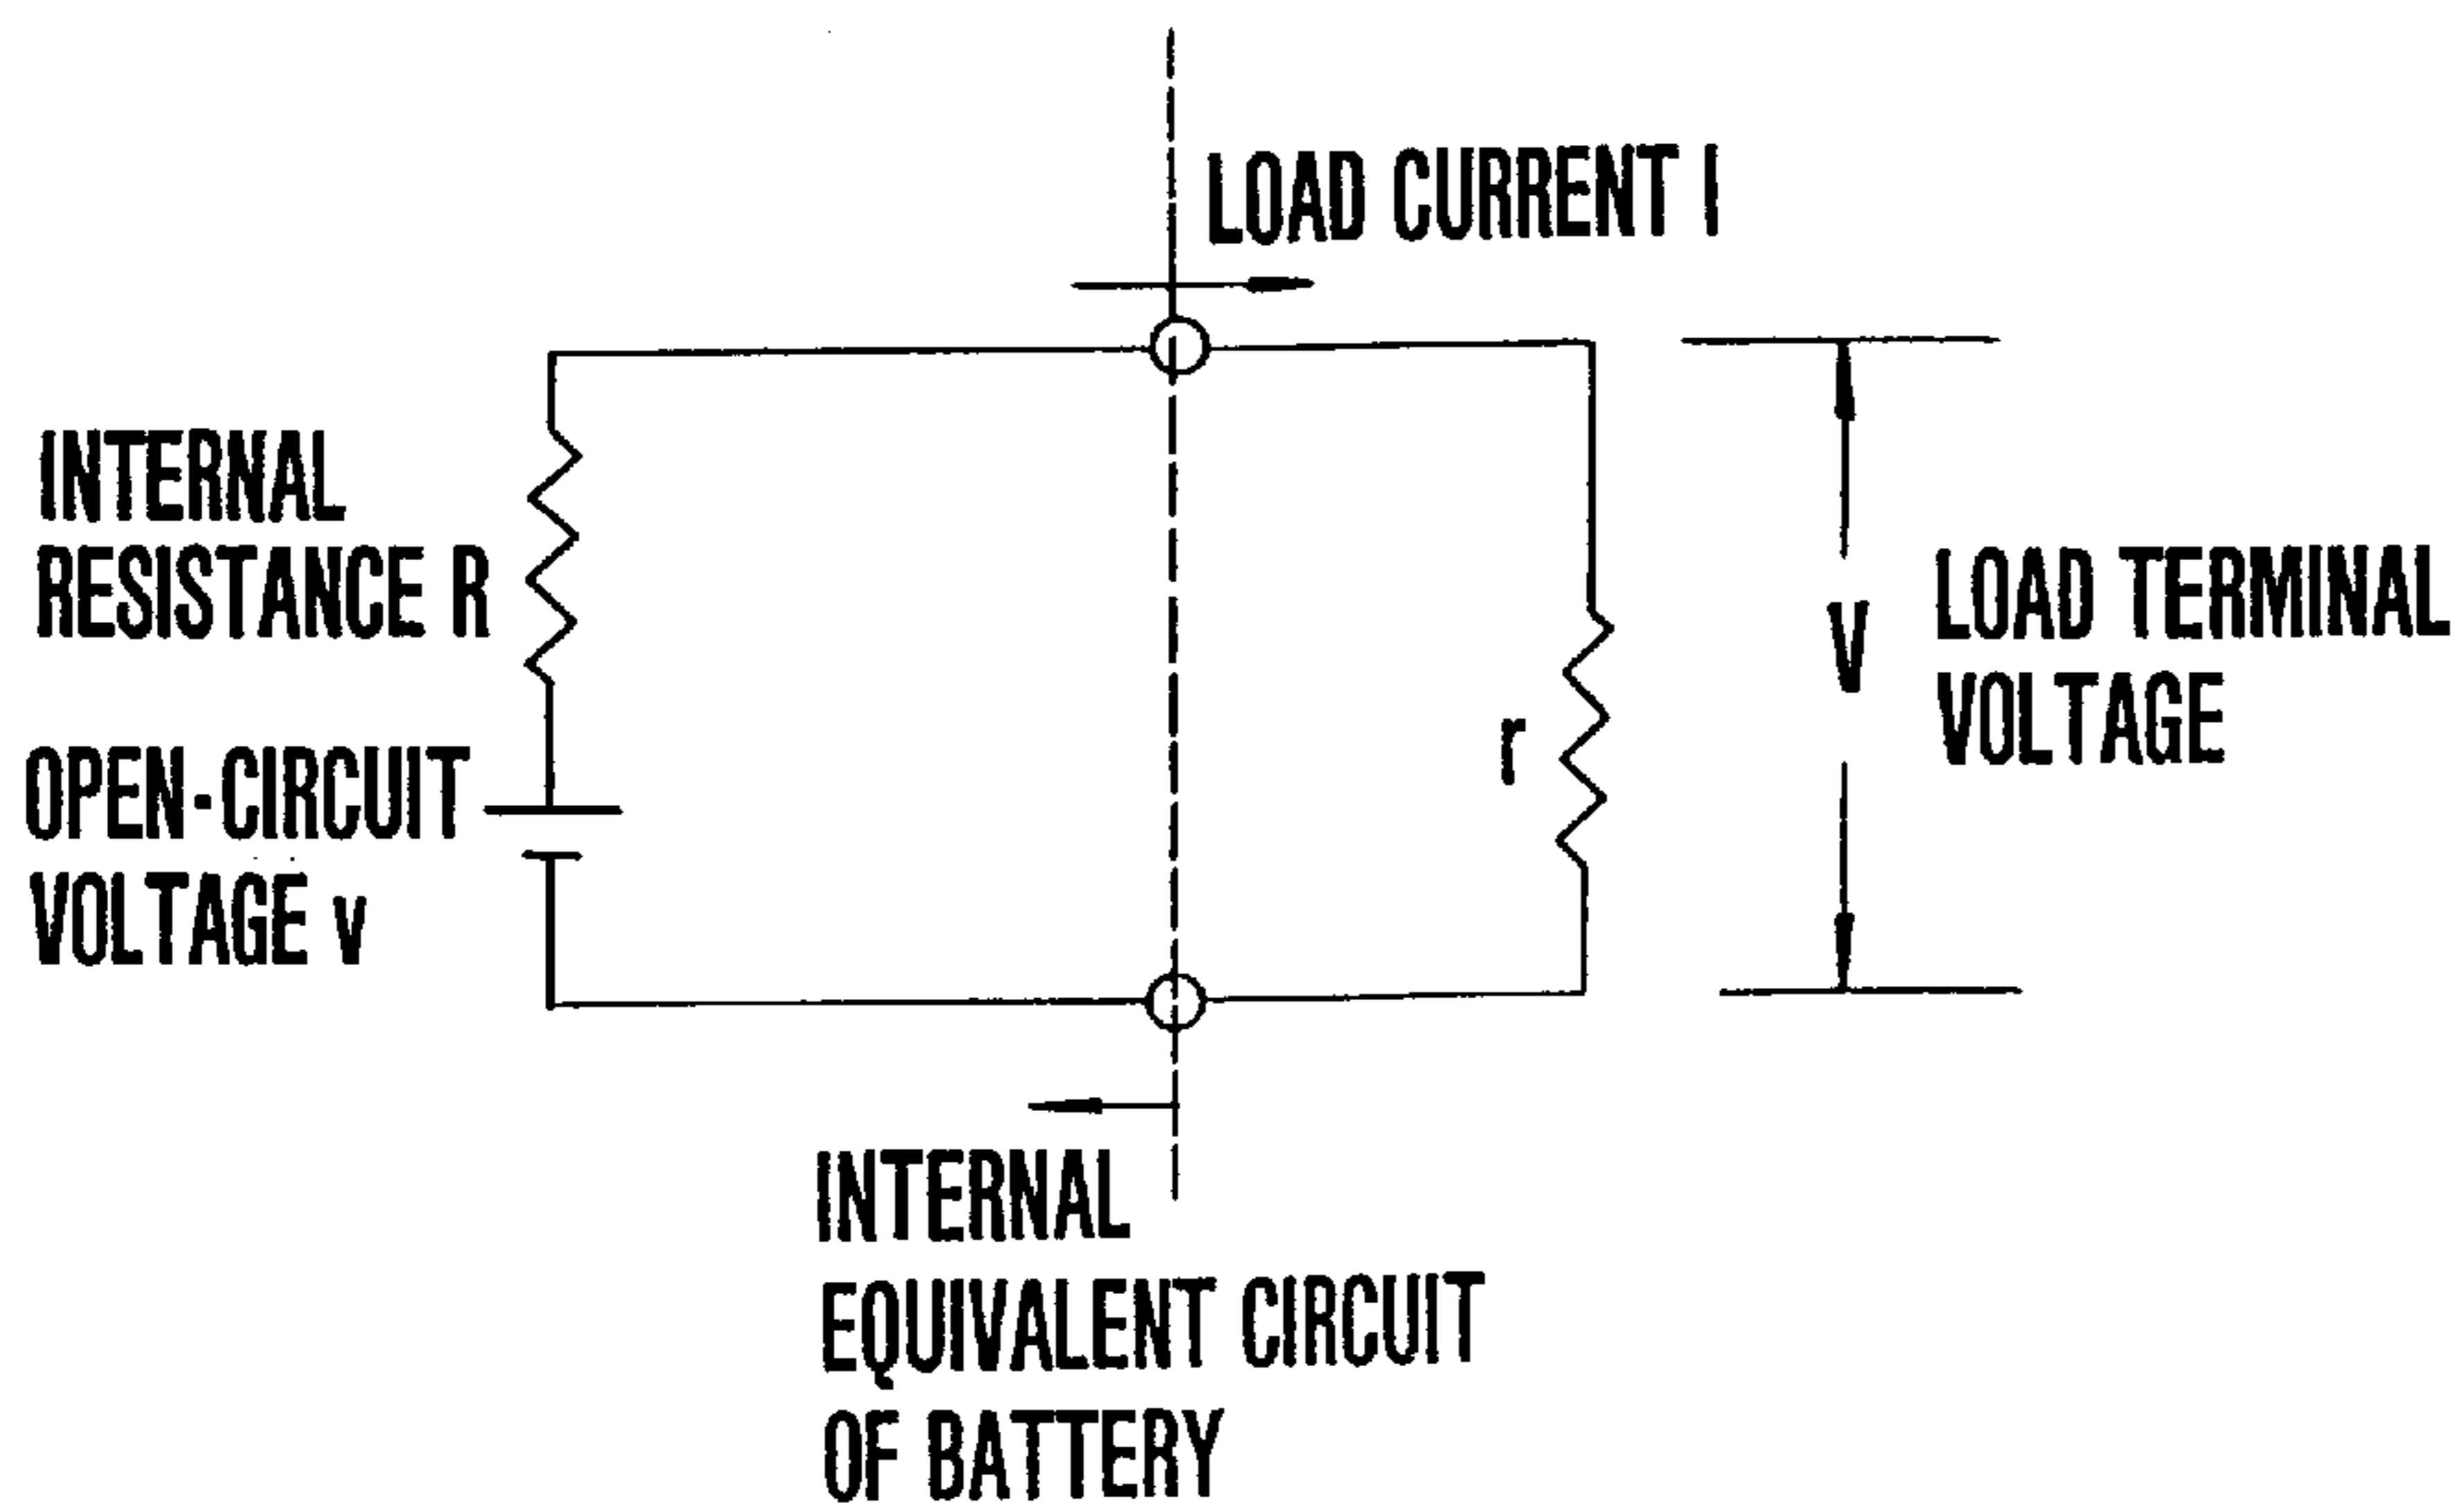 LOAD CURRENT I
INTERNAL
RESISTANCE R
OPEN-CIRCUIT
VOLTAGE v
r
V
LOAD TERMINAL
VOLTAGE
INTERNAL
EQUIVALENT CIRCUIT
OF BATTERY